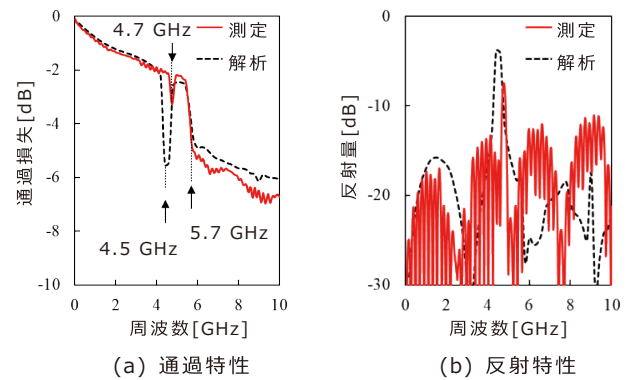 0
-2
-4
-6
-8
-10
通過損失[dB]
4.7 GHz
測定
解析
4.5 GHz
5.7 GHz
0 2 4 6 8 10
周波数[GHz]
(a) 通過特性
0
-10
-20
-30
反射量[dB]
測定
解析
0 2 4 6 8 10
周波数[GHz]
(b) 反射特性